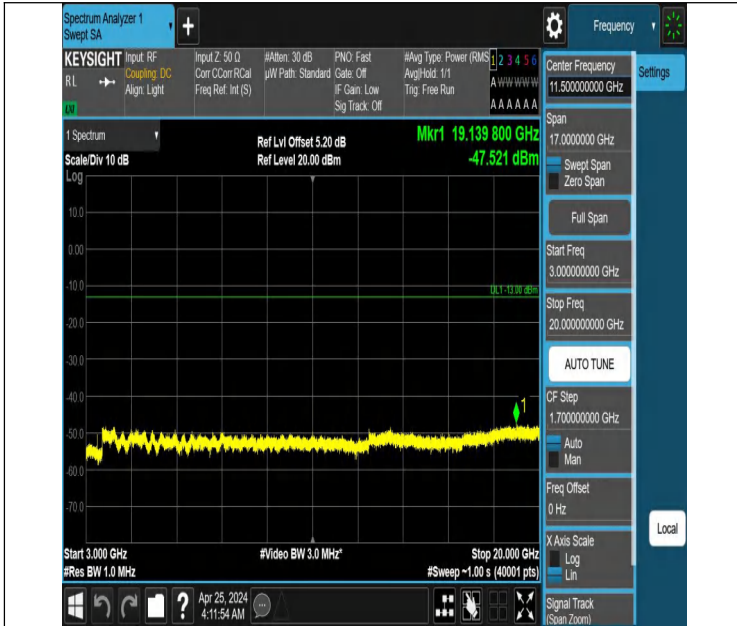 Spectrum Analyzer 1
Swept SA
Frequency
KEYSIGHT
RL
Input: RF
Coupling: DC
Align: Light
Input Z: 50 Ω
Corr CCorr RCal
Freq Ref: Int (S)
#Atten: 30 dB
µW Path: Standard
PNO: Fast
Gate: Off
IF Gain: Low
Sig Track: Off
#Avg Type: Power (RMS
Avg|Hold: 1/1
Trig: Free Run
1 2 3 4 5 6
A W W W W W
A A A A A A
1 Spectrum
Scale/Div 10 dB
Ref Lvl Offset 5.20 dB
Ref Level 20.00 dBm
Mkr1 19.139 800 GHz
-47.521 dBm
Log
10.0
0.00
-10.0
-20.0
-30.0
-40.0
-50.0
-60.0
-70.0
DL1 -13.00 dBm
1
Start 3.000 GHz
#Res BW 1.0 MHz
#Video BW 3.0 MHz*
Stop 20.000 GHz
#Sweep ~1.00 s (40001 pts)
Apr 25, 2024
4:11:54 AM
Center Frequency
11.500000000 GHz
Span
17.0000000 GHz
Swept Span
Zero Span
Full Span
Start Freq
3.000000000 GHz
Stop Freq
20.000000000 GHz
AUTO TUNE
CF Step
1.700000000 GHz
Auto
Man
Freq Offset
0 Hz
X Axis Scale
Log
Lin
Signal Track
(Span Zoom)
Settings
Local